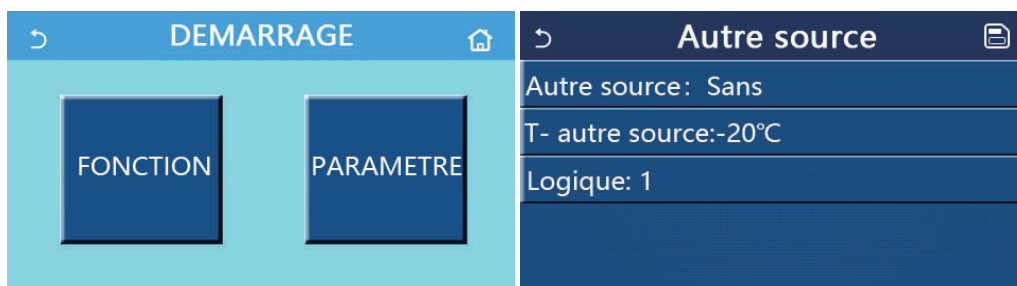 DEMARRAGE
FONCTION
PARAMETRE
Autre source
Autre source: Sans
T- autre source:-20℃
Logique: 1